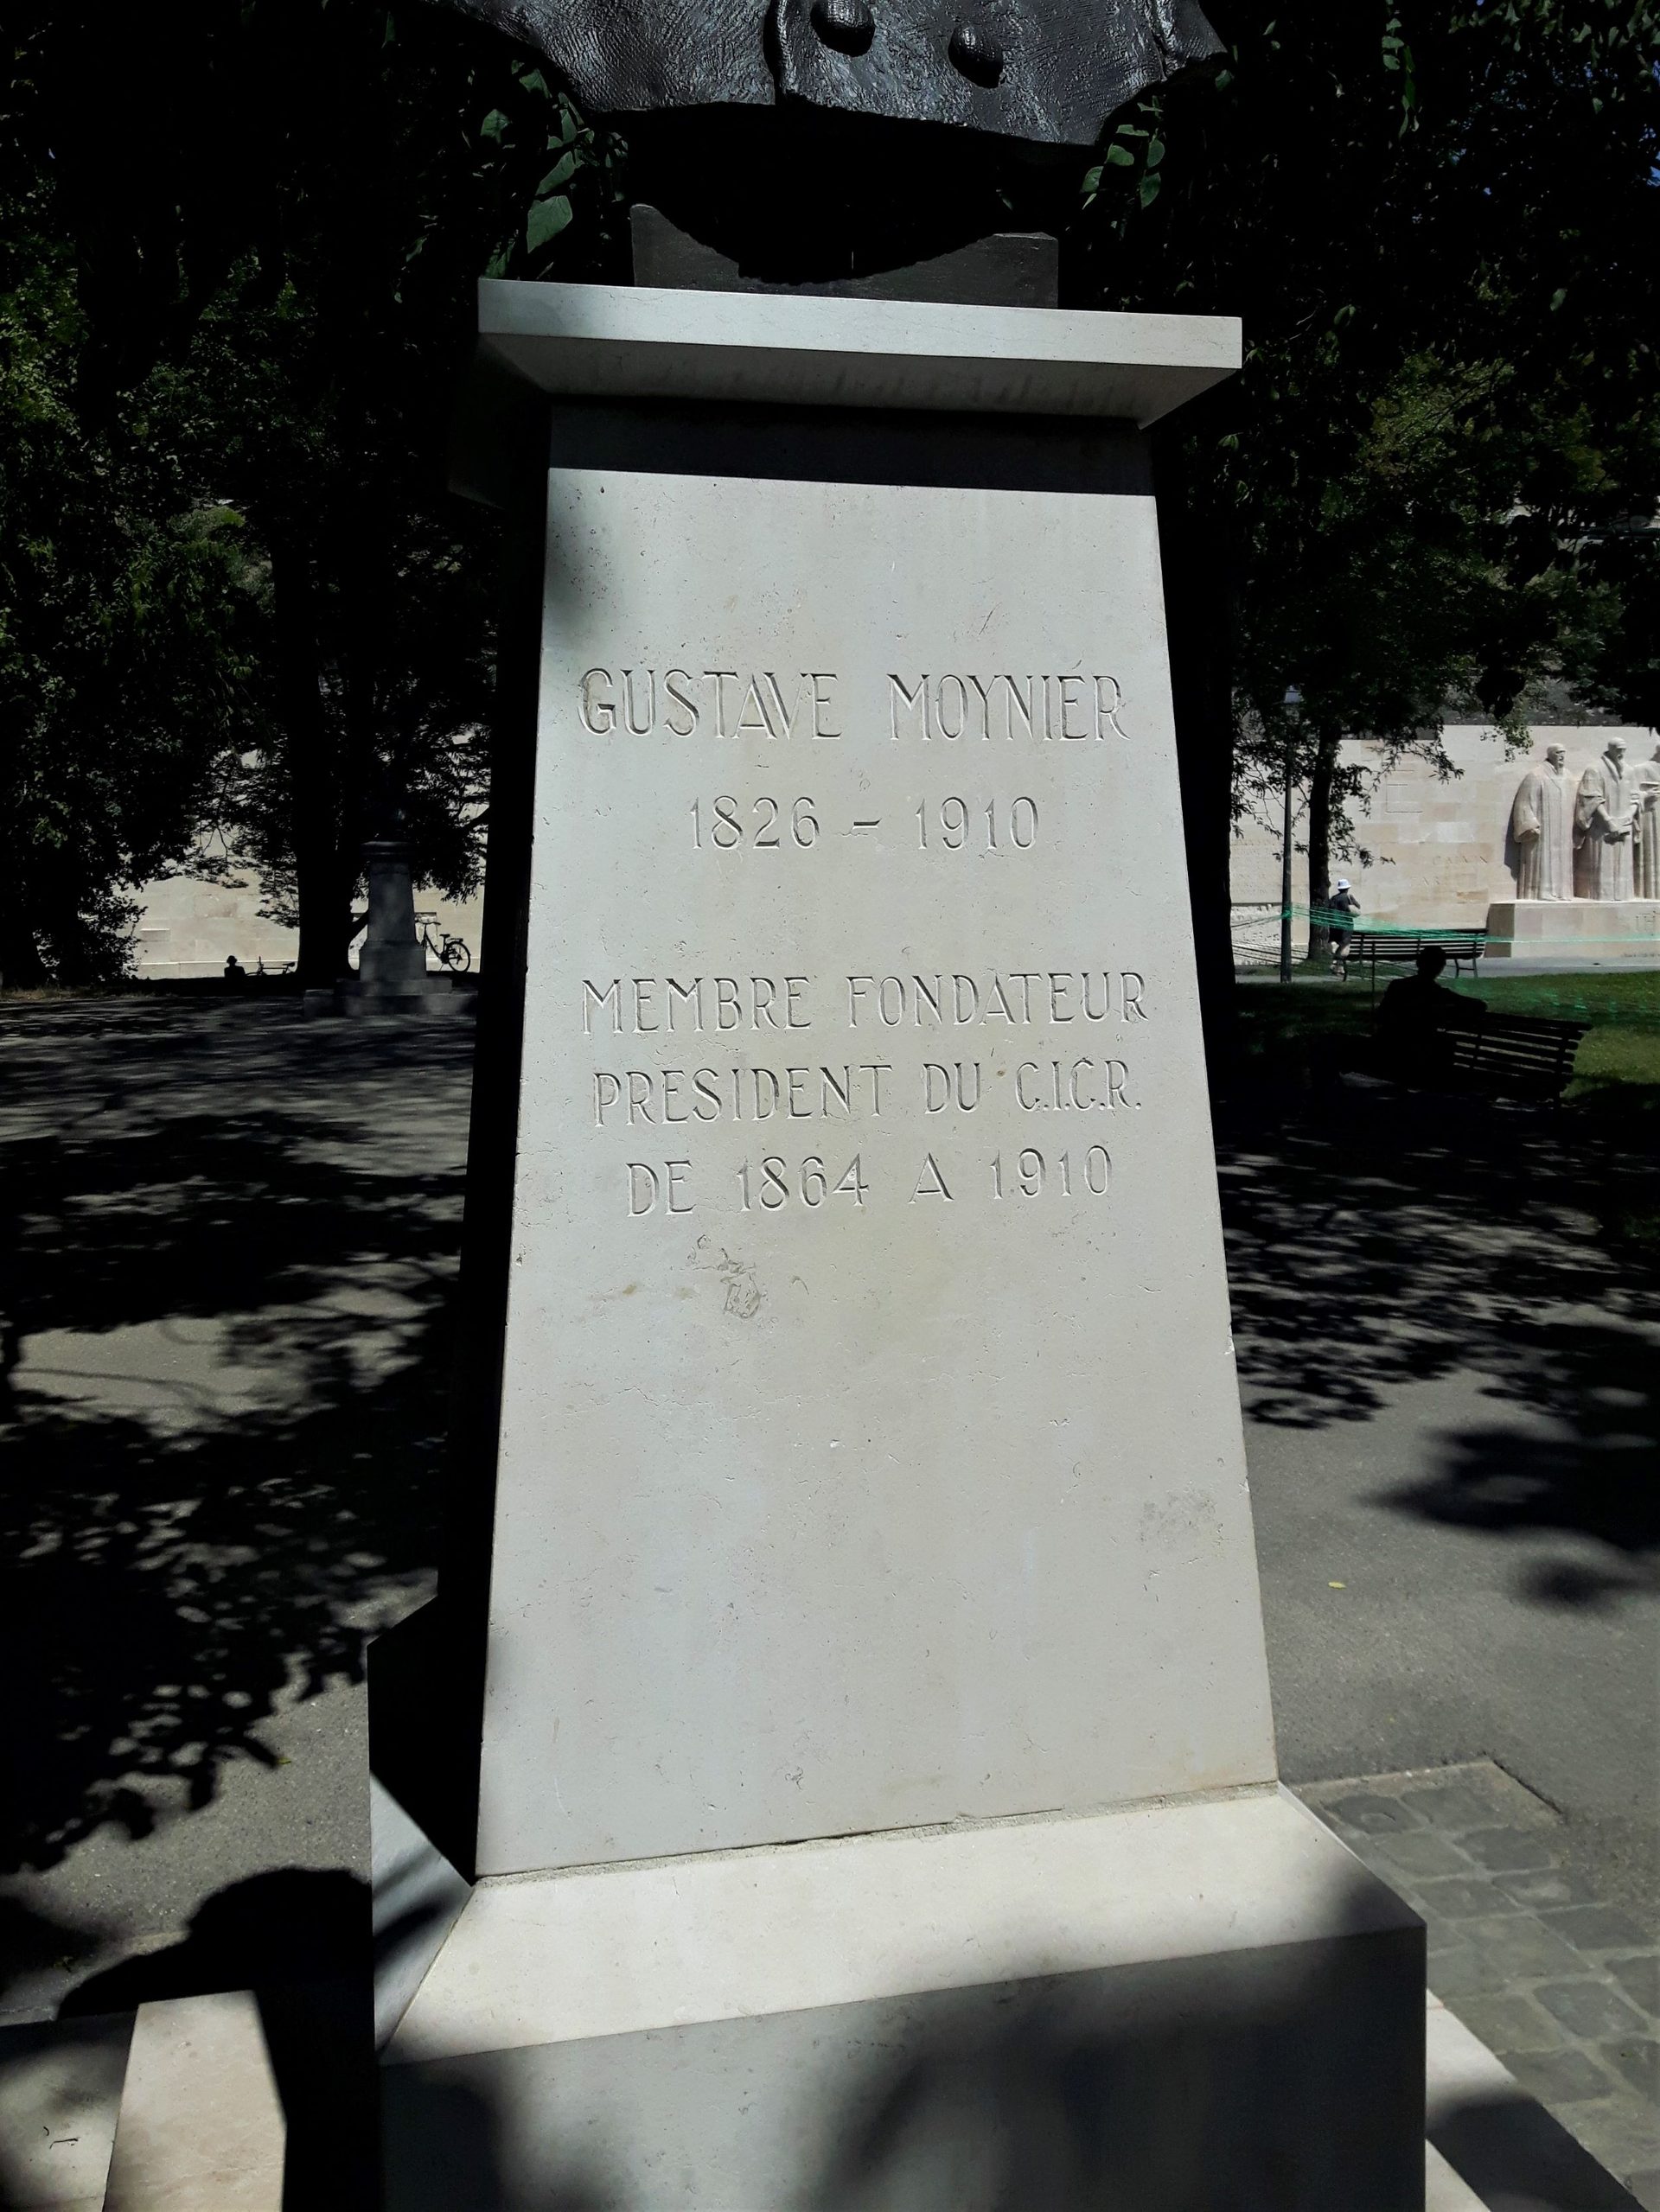 GUSTAVE MOYNIER
1826 - 1910
MEMBRE FONDATEUR
PRESIDENT DU C.I.C.R.
DE 1864 A 1910